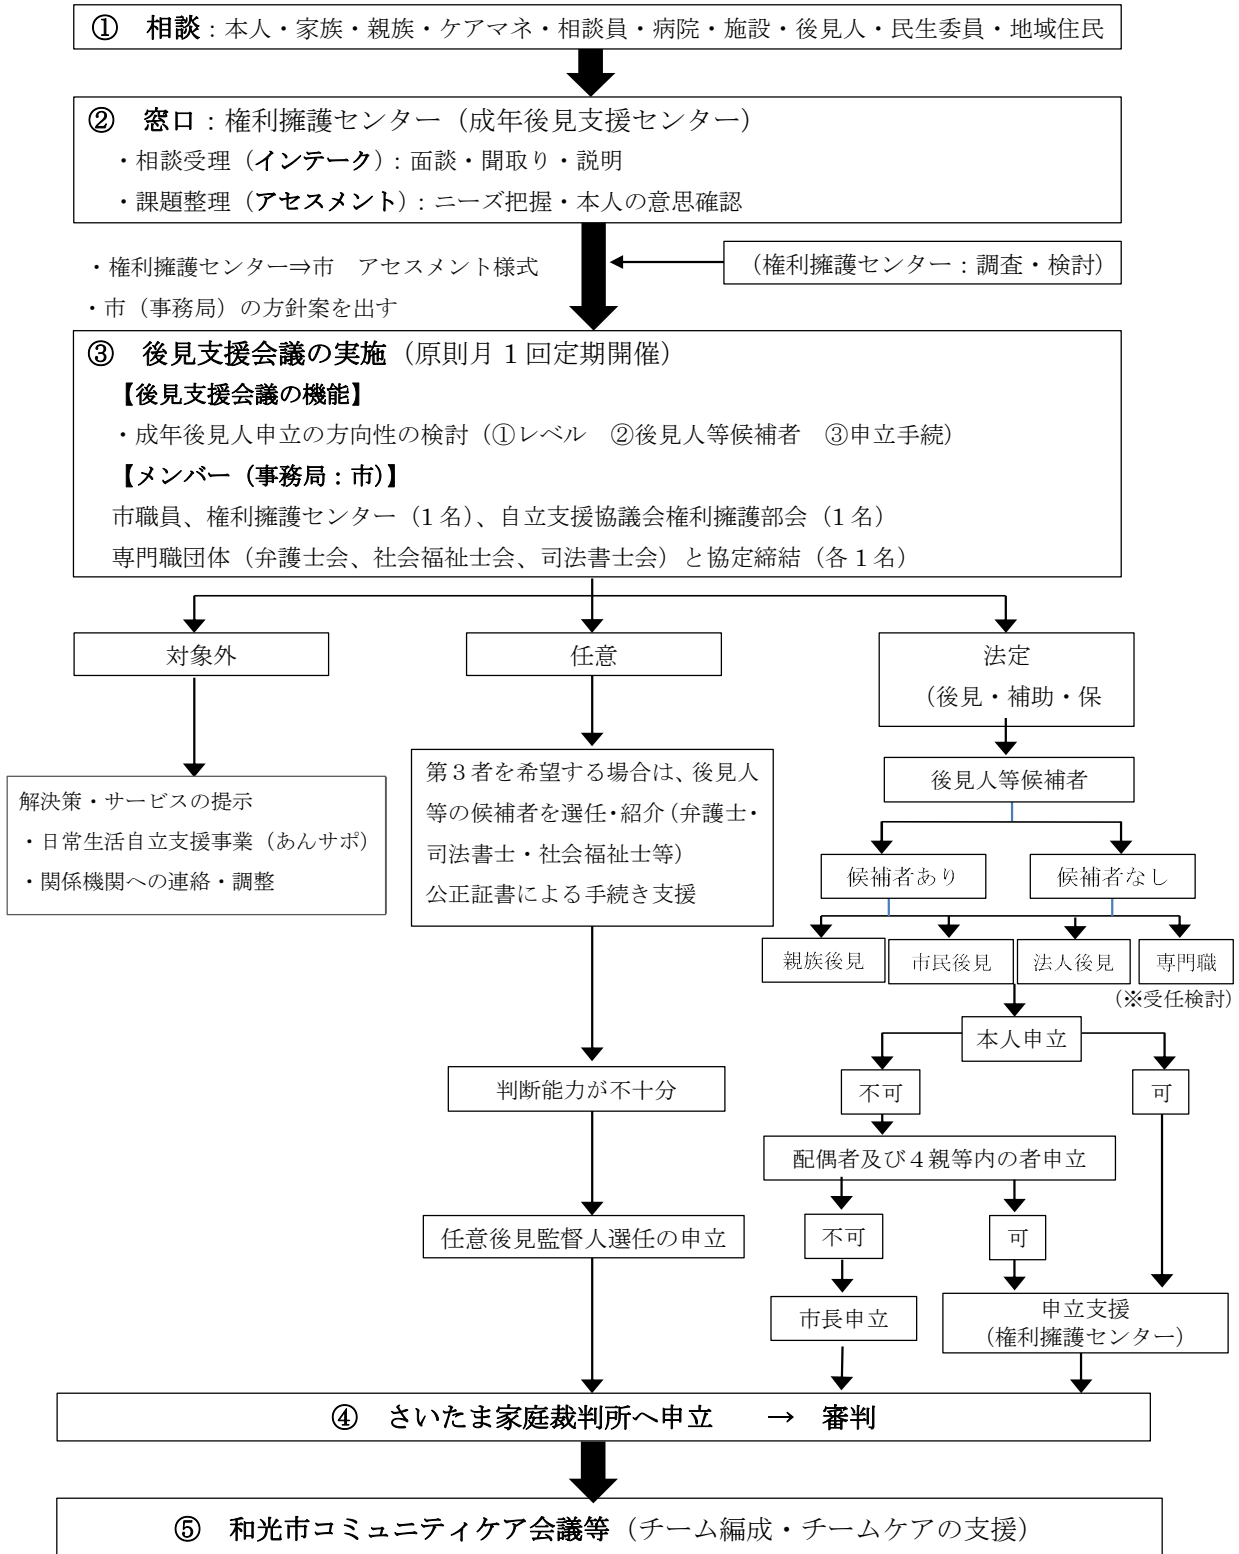 ① 相談：本人・家族・親族・ケアマネ・相談員・病院・施設・後見人・民生委員・地域住民
② 窓口：権利擁護センター（成年後見支援センター）
・相談受理（インテーク）：面談・聞取り・説明
・課題整理（アセスメント）：ニーズ把握・本人の意思確認
・権利擁護センター⇒市 アセスメント様式
・市（事務局）の方針案を出す
（権利擁護センター：調査・検討）
③ 後見支援会議の実施（原則月１回定期開催）
【後見支援会議の機能】
・成年後見人申立の方向性の検討（①レベル ②後見人等候補者 ③申立手続）
【メンバー（事務局：市）】
市職員、権利擁護センター（1名）、自立支援協議会権利擁護部会（1名）
専門職団体（弁護士会、社会福祉士会、司法書士会）と協定締結（各１名）
対象外
任意
法定
（後見・補助・保
解決策・サービスの提示
・日常生活自立支援事業（あんサポ）
・関係機関への連絡・調整
第３者を希望する場合は、後見人
等の候補者を選任・紹介（弁護士・
司法書士・社会福祉士等）
公正証書による手続き支援
判断能力が不十分
任意後見監督人選任の申立
後見人等候補者
候補者あり
候補者なし
親族後見
市民後見
法人後見
専門職
（※受任検討）
本人申立
不可
可
配偶者及び４親等内の者申立
不可
可
市長申立
申立支援
（権利擁護センター）
④ さいたま家庭裁判所へ申立 → 審判
⑤ 和光市コミュニティケア会議等（チーム編成・チームケアの支援）